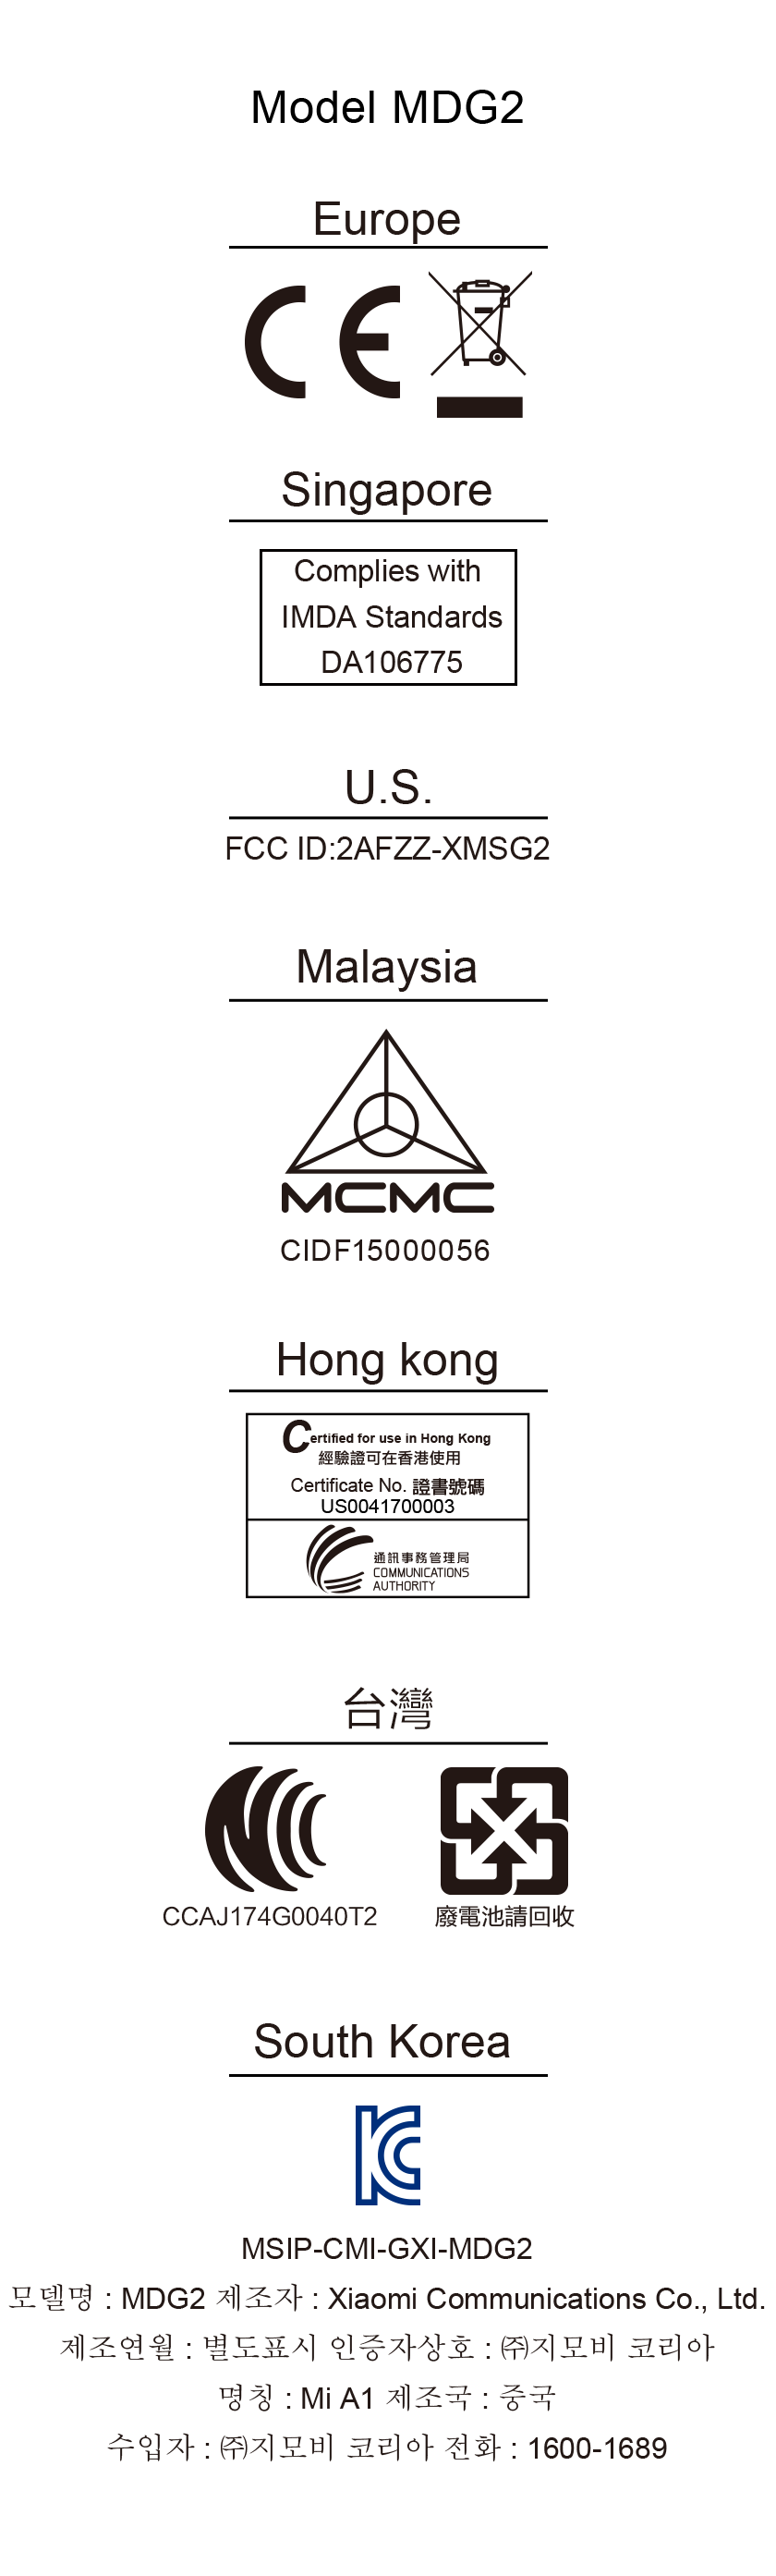 Model MDG2
Europe
CE
Singapore
Complies with
IMDA Standards
DA106775
U.S.
FCC ID:2AFZZ-XMSG2
Malaysia
MCMC
CIDF15000056
Hong kong
Certified for use in Hong Kong
經驗證可在香港使用
Certificate No. 證書號碼
US0041700003
通訊事務管理局
COMMUNICATIONS
AUTHORITY
台灣
CCAJ174G0040T2
廢電池請回收
South Korea
KC
MSIP-CMI-GXI-MDG2
모델명 : MDG2 제조자 : Xiaomi Communications Co., Ltd.
제조연월 : 별도표시 인증자상호 : ㈜지모비 코리아
명칭 : Mi A1 제조국 : 중국
수입자 : ㈜지모비 코리아 전화 : 1600-1689